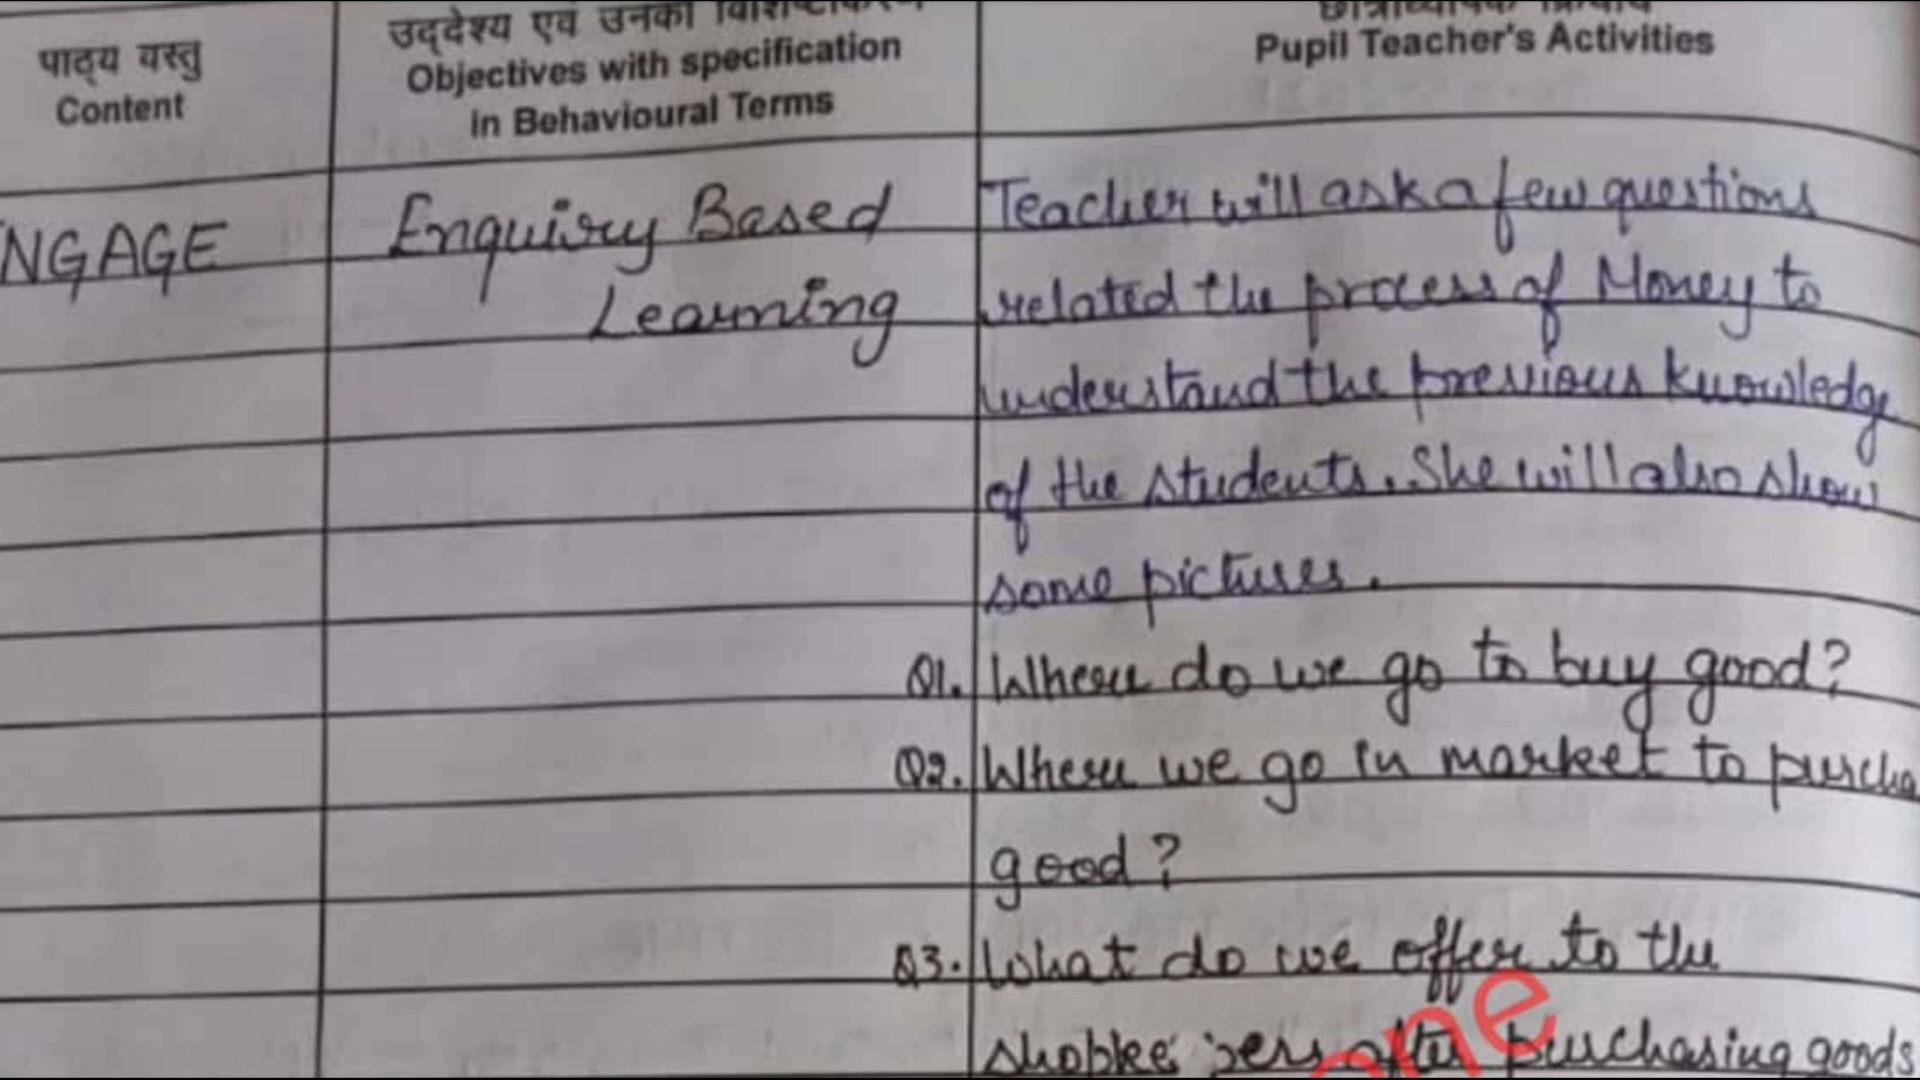 पाठ्य वस्तु
Content
उद्देश्य एवं उनका विशिष्टीकरण
Objectives with specification
in Behavioural Terms
छात्राध्यापक क्रियायें
Pupil Teacher's Activities
NGAGE
Enquiry Based
Learning
Teacher will ask a few questions
related the process of Money to
understand the previous knowledge
of the students. She will also show
some pictures.
Q1. Where do we go to buy good?
Q2. Where we go in market to purcha
good?
Q3. What do we offer to the
after purchasing goods
ne